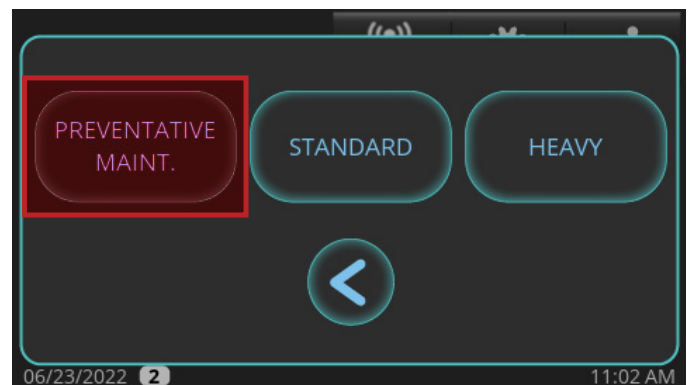 PREVENTATIVE
MAINT.
STANDARD
HEAVY
06/23/2022 2
11:02 AM